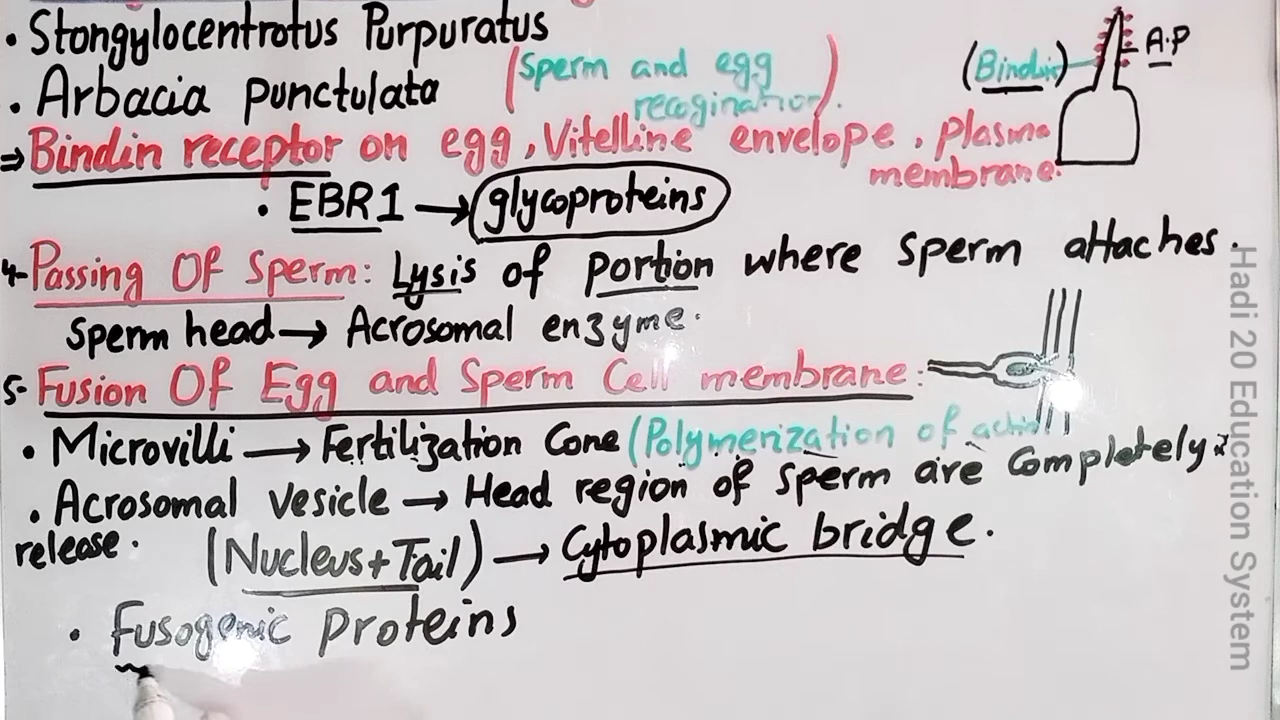 • Stongylocentrotus Purpuratus
• Arbacia punctulata
(Sperm and egg
recogination).
(Bindin)
A.P
⇒ Bindin receptor on egg, Vitelline envelope, plasma
membrane.
• EBR1 → glycoproteins
4- Passing Of Sperm: Lysis of portion where sperm attaches.
Sperm head → Acrosomal enzyme.
5- Fusion Of Egg and Sperm Cell membrane:
• Microvilli → Fertilization Cone (Polymerization of actin)
• Acrosomal vesicle → Head region of sperm are completely
release.
(Nucleus + Tail) → Cytoplasmic bridge.
• Fusogenic Proteins
Hadi 20 Education System